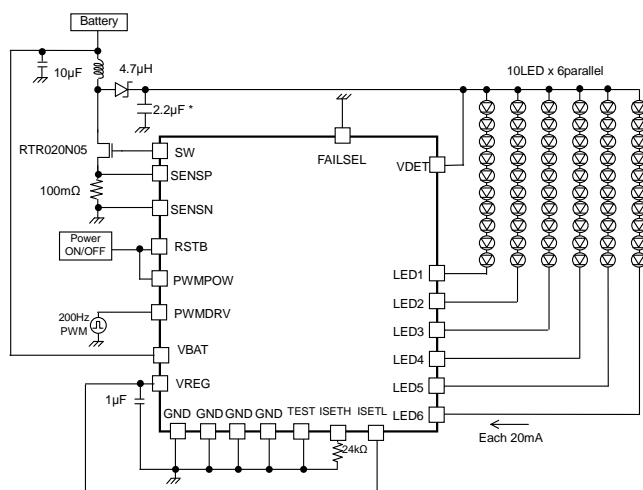 Battery
10µF
4.7µH
10LED x 6parallel
2.2µF *
RTR020N05
SW
FAILSEL
SENSP
VDET
100mΩ
SENSN
Power
ON/OFF
RSTB
PWMPOW
LED1
LED2
200Hz
PWM
PWMDRV
LED3
VBAT
LED4
VREG
LED5
1µF
GND GND GND GND TEST ISETH ISETL
LED6
24kΩ
Each 20mA